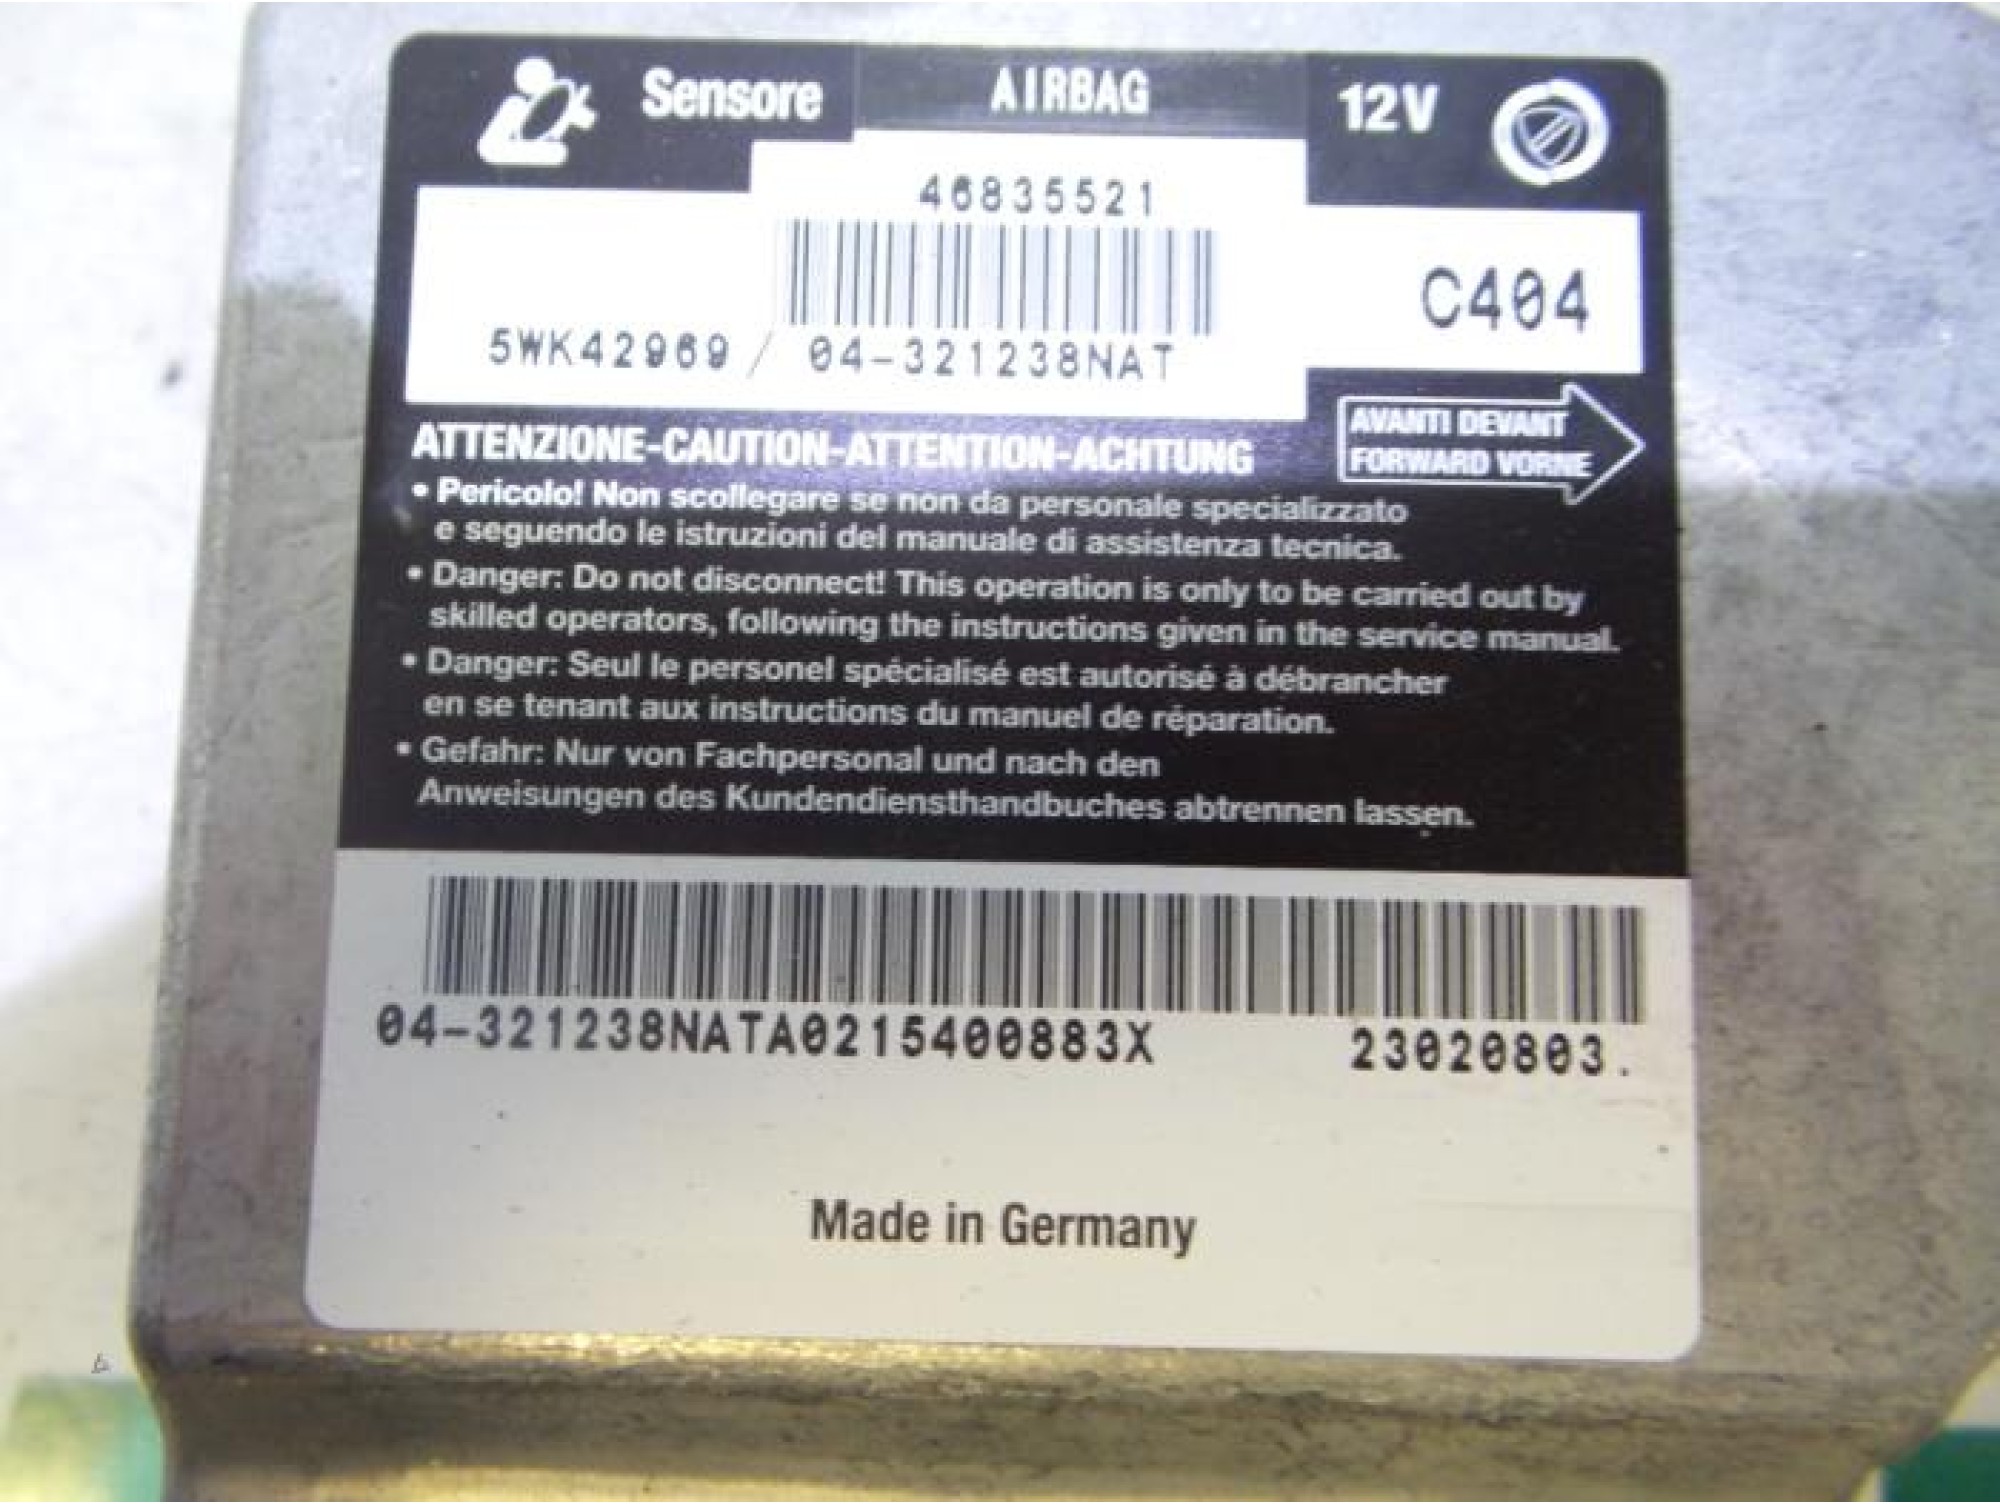 Sensore AIRBAG 12V
46835521
C404
5WK42969 / 04-321238NAT
AVANTI DEVANT
FORWARD VORNE
ATTENZIONE-CAUTION-ATTENTION-ACHTUNG
• Pericolo! Non scollegare se non da personale specializzato
e seguendo le istruzioni del manuale di assistenza tecnica.
• Danger: Do not disconnect! This operation is only to be carried out by
skilled operators, following the instructions given in the service manual.
• Danger: Seul le personel spécialisé est autorisé à débrancher
en se tenant aux instructions du manuel de réparation.
• Gefahr: Nur von Fachpersonal und nach den
Anweisungen des Kundendiensthandbuches abtrennen lassen.
04-321238NATA0215400883X 23020803.
Made in Germany